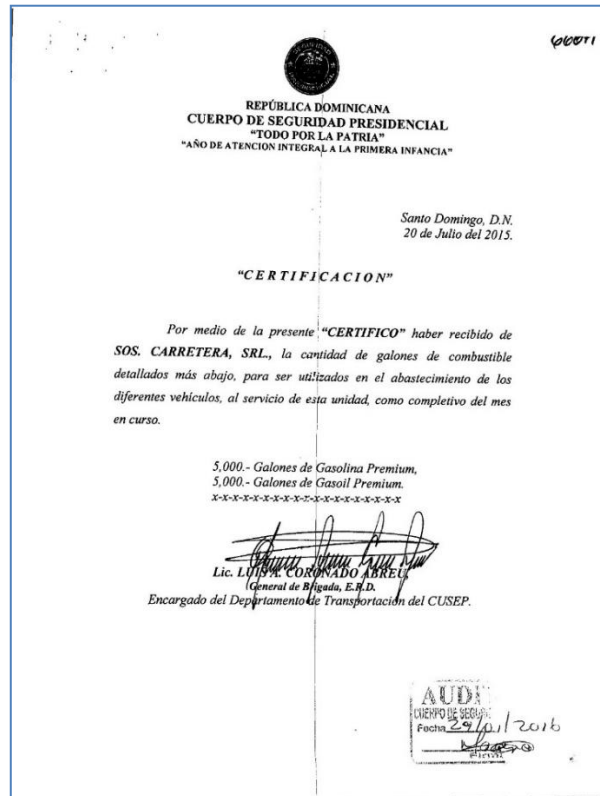 REPÚBLICA DOMINICANA
CUERPO DE SEGURIDAD PRESIDENCIAL
"TODO POR LA PATRIA"
"AÑO DE ATENCION INTEGRAL A LA PRIMERA INFANCIA"
Santo Domingo, D.N.
20 de Julio del 2015.
"CERTIFICACION"
Por medio de la presente "CERTIFICO" haber recibido de
SOS. CARRETERA, SRL., la cantidad de galones de combustible
detallados más abajo, para ser utilizados en el abastecimiento de los
diferentes vehículos, al servicio de esta unidad, como completivo del mes
en curso.
5,000.- Galones de Gasolina Premium,
5,000.- Galones de Gasoil Premium.
x-x-x-x-x-x-x-x-x-x-x-x-x-x-x-x-x-x-x
Lic. LUIS A. CORONADO ABREU,
General de Brigada, E.R.D.
Encargado del Departamento de Transportación del CUSEP.
AUDI
CUERPO DE SEGU
Fecha 29/01/2016